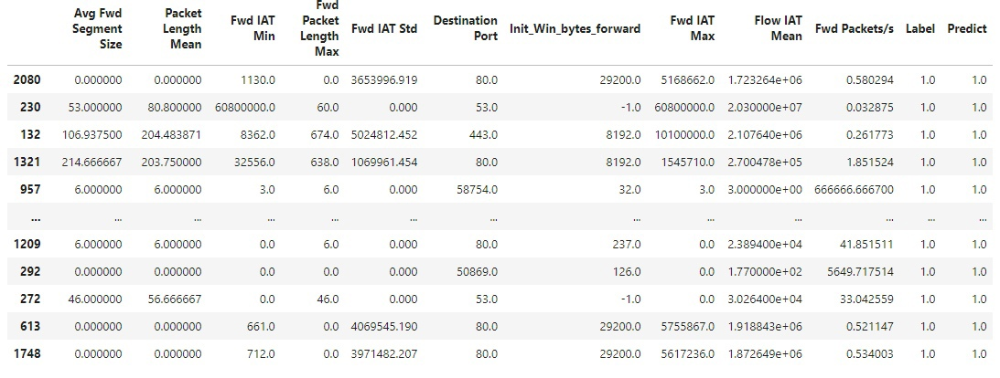 Avg Fwd Segment Size Packet Length Mean Fwd IAT Min Fwd Packet Length Max Fwd IAT Std Destination Port Init_Win_bytes_forward Fwd IAT Max Flow IAT Mean Fwd Packets/s Label Predict
2080 0.000000 0.000000 1130.0 0.0 3653996.919 80.0 29200.0 5168662.0 1.723264e+06 0.580294 1.0 1.0
230 53.000000 80.800000 60800000.0 60.0 0.000 53.0 -1.0 60800000.0 2.030000e+07 0.032875 1.0 1.0
132 106.937500 204.483871 8362.0 674.0 5024812.452 443.0 8192.0 10100000.0 2.107640e+06 0.261773 1.0 1.0
1321 214.666667 203.750000 32556.0 638.0 1069961.454 80.0 8192.0 1545710.0 2.700478e+05 1.851524 1.0 1.0
957 6.000000 6.000000 3.0 6.0 0.000 58754.0 32.0 3.0 3.000000e+00 666666.666700 1.0 1.0
... ... ... ... ... ... ... ... ... ... ... ... ...
1209 6.000000 6.000000 0.0 6.0 0.000 80.0 237.0 0.0 2.389400e+04 41.851511 1.0 1.0
292 0.000000 0.000000 0.0 0.0 0.000 50869.0 126.0 0.0 1.770000e+02 5649.717514 1.0 1.0
272 46.000000 56.666667 0.0 46.0 0.000 53.0 -1.0 0.0 3.026400e+04 33.042559 1.0 1.0
613 0.000000 0.000000 661.0 0.0 4069545.190 80.0 29200.0 5755867.0 1.918843e+06 0.521147 1.0 1.0
1748 0.000000 0.000000 712.0 0.0 3971482.207 80.0 29200.0 5617236.0 1.872649e+06 0.534003 1.0 1.0